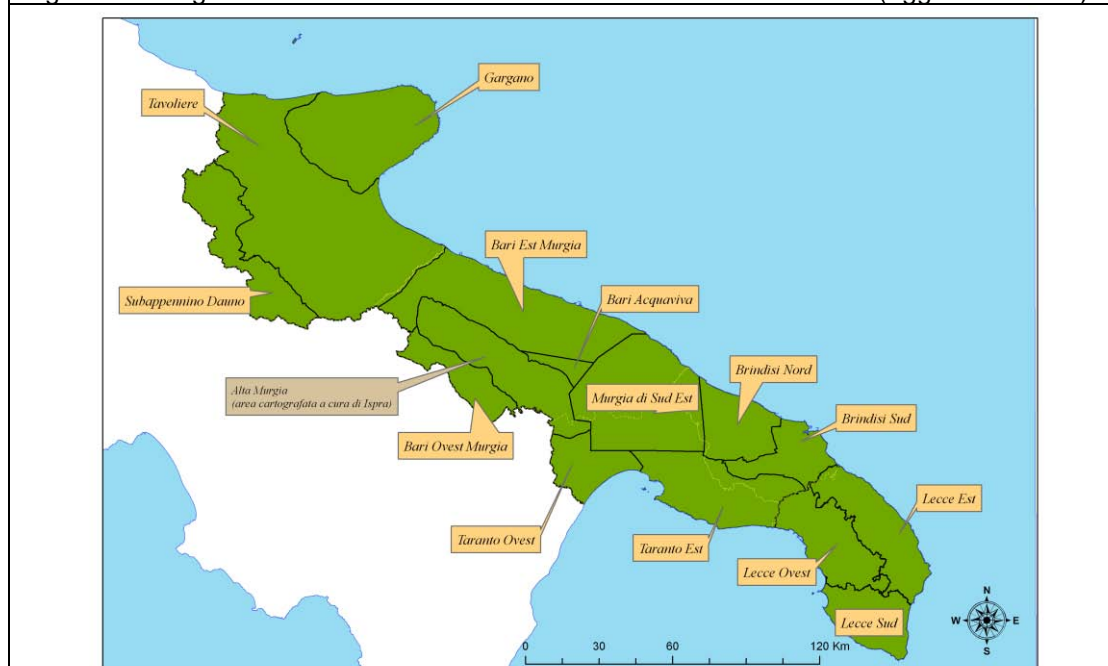 Gargano
Tavoliere
Bari Est Murgia
Bari Acquaviva
Subappennino Dauno
Brindisi Nord
Alta Murgia
(area cartografata a cura di Ispra)
Murgia di Sud Est
Brindisi Sud
Bari Ovest Murgia
Lecce Est
Taranto Ovest
Taranto Est
Lecce Ovest
Lecce Sud
N
W E
S
0 30 60 120 Km